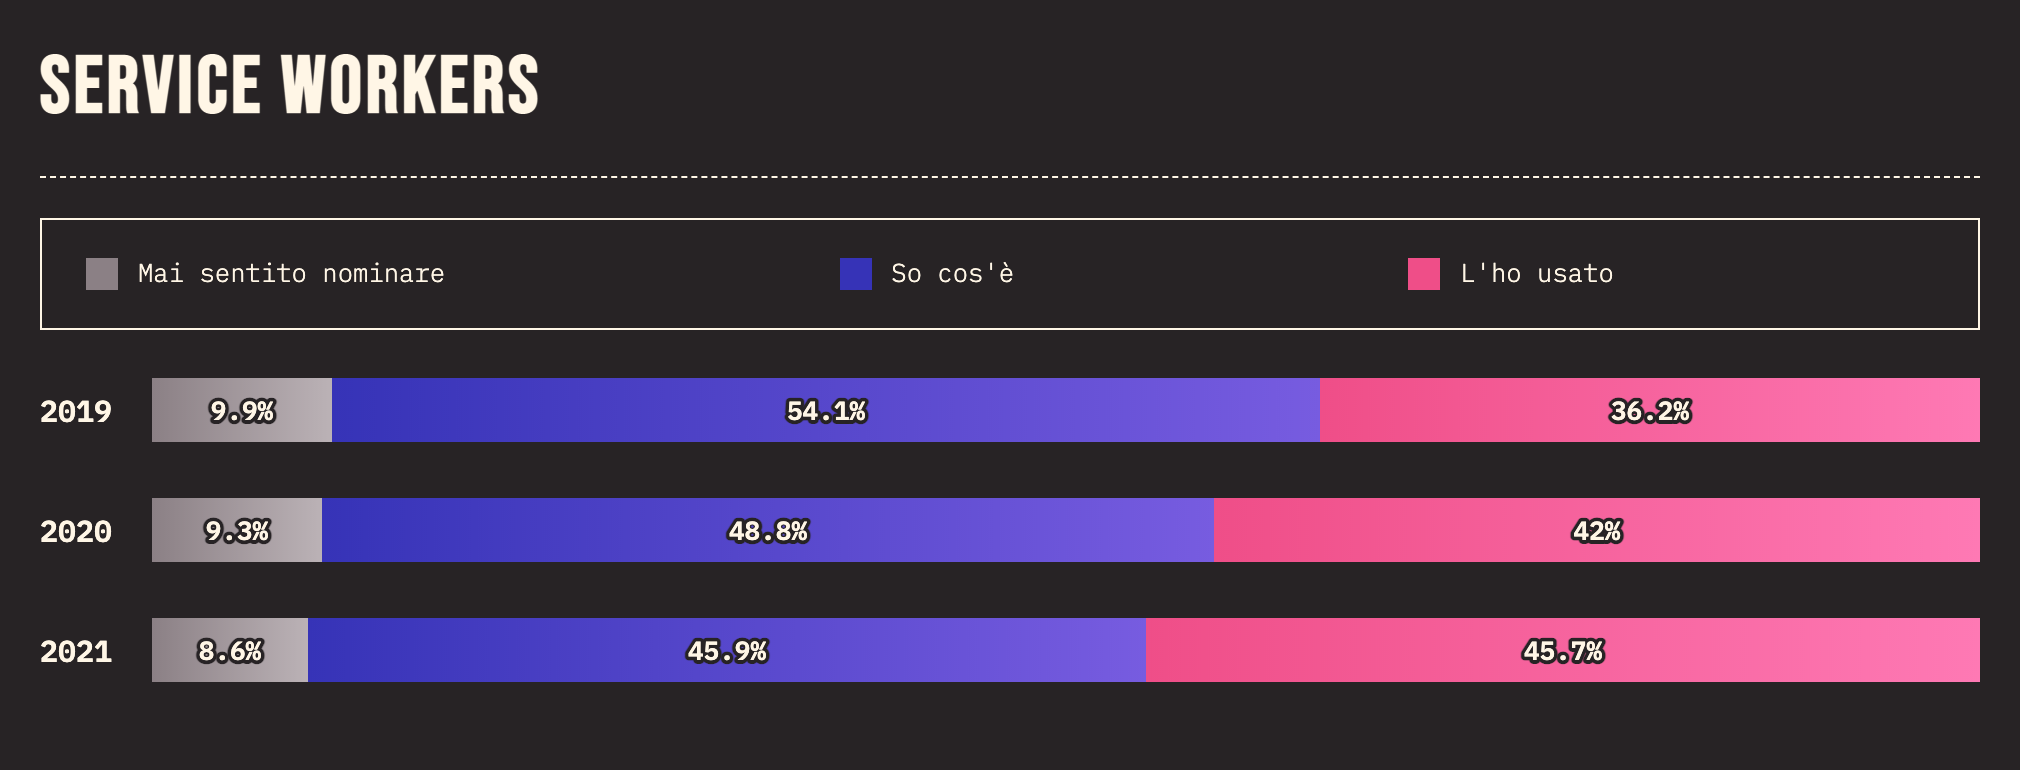 SERVICE WORKERS
Mai sentito nominare So cos'è L'ho usato
2019 9.9% 54.1% 36.2%
2020 9.3% 48.8% 42%
2021 8.6% 45.9% 45.7%